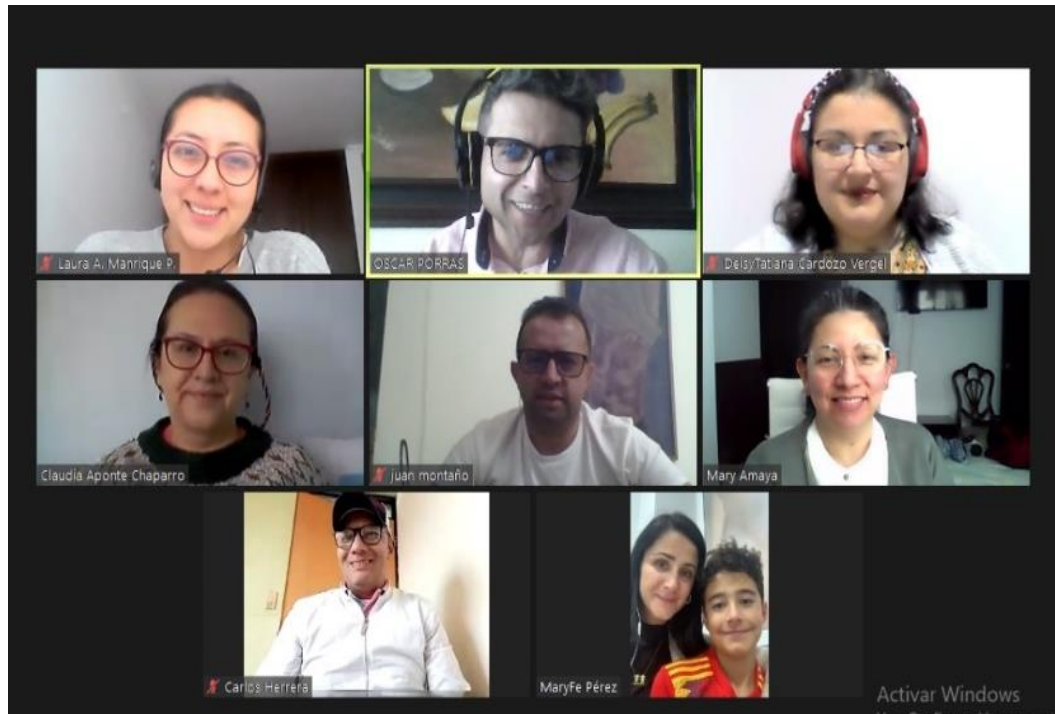 Laura A. Manrique P.
OSCAR PORRAS
DeisyTatiana Cardozo Vergel
Claudia Aponte Chaparro
juan montaño
Mary Amaya
Carlos Herrera
MaryFe Pérez
Activar Windows